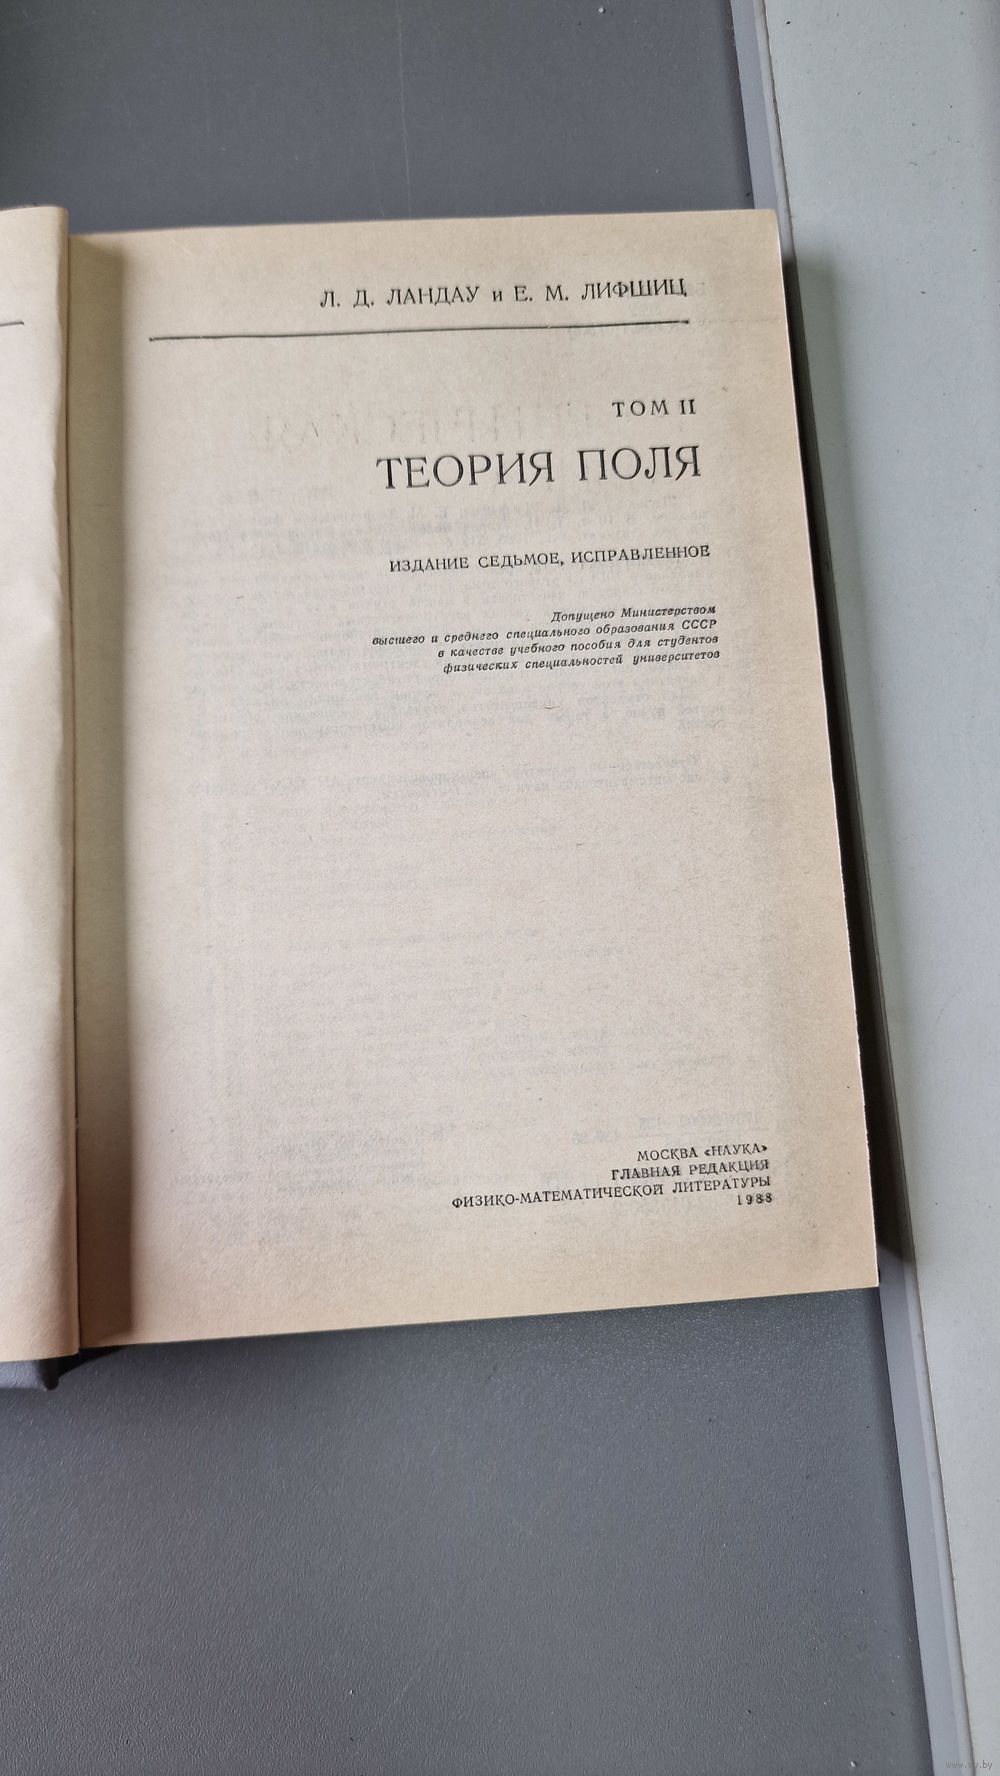 Л. Д. ЛАНДАУ и Е. М. ЛИФШИЦ
ТОМ II
ТЕОРИЯ ПОЛЯ
ИЗДАНИЕ СЕДЬМОЕ, ИСПРАВЛЕННОЕ
Допущено Министерством
высшего и среднего специального образования СССР
в качестве учебного пособия для студентов
физических специальностей университетов
МОСКВА «НАУКА»
ГЛАВНАЯ РЕДАКЦИЯ
ФИЗИКО-МАТЕМАТИЧЕСКОЙ ЛИТЕРАТУРЫ
1988